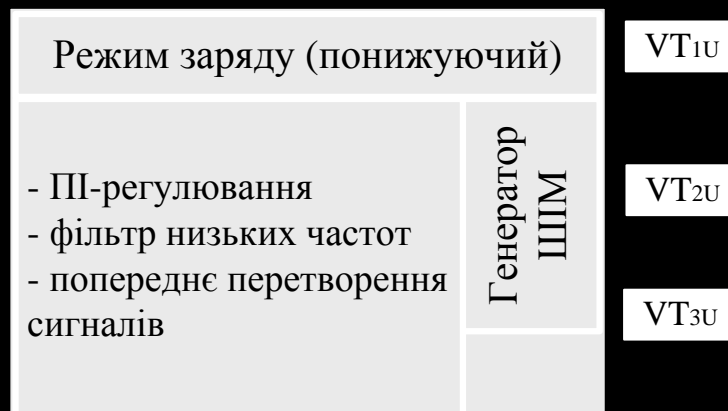 Режим заряду (понижуючий)
- ПІ-регулювання
- фільтр низьких частот
- попереднє перетворення
сигналів
Генератор
ШІМ
VT1U
VT2U
VT3U